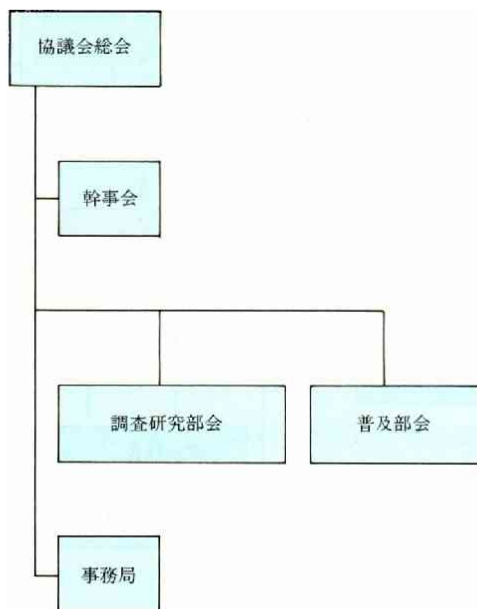 協議会総会
幹事会
調査研究部会
普及部会
事務局